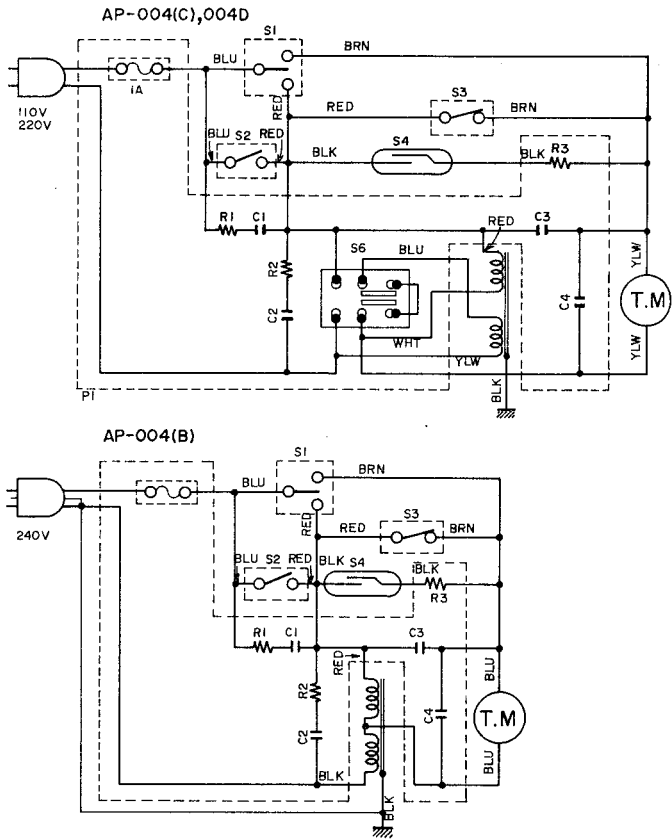 AP-004(C),004D
S1
BRN
BLU
1A
110V
220V
RED
S3
BRN
BLU
S2
RED
RED
BLK
S4
BLK
R3
R1
C1
RED
C3
S6
BLU
R2
YLW
C2
C4
T.M
WHT
YLW
YLW
BLK
P1
AP-004(B)
S1
BRN
BLU
240V
RED
RED
S3
BRN
BLU
S2
RED
BLK
S4
BLK
R3
R1
C1
C3
RED
R2
BLU
C2
C4
T.M
BLU
BLK
BLK